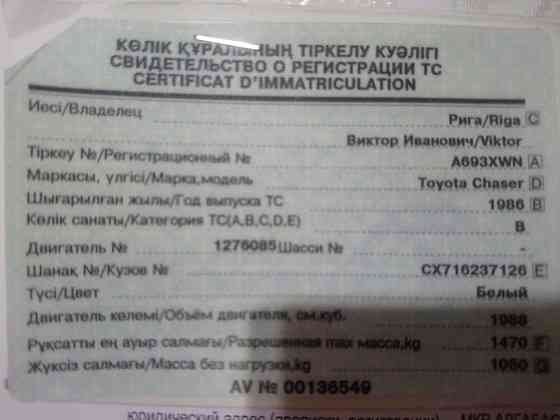 КӨЛІК ҚҰРАЛЫНЫҢ ТІРКЕЛУ КУӘЛІГІ
СВИДЕТЕЛЬСТВО О РЕГИСТРАЦИИ ТС
CERTIFICAT D'IMMATRICULATION
Иесі/Владелец Рига/Riga C
Виктор Иванович/Viktor
Тіркеу №/Регистрационный № A693XWN A
Маркасы, үлгісі/Марка,модель Toyota Chaser D
Шығарылған жылы/Год выпуска ТС 1986 B
Көлік санаты/Категория ТС(A,B,C,D,E) B
Двигатель № 1276085 Шасси № -
Шанақ №/Кузов № CX716237126 E
Түсі/Цвет Белый
Двигатель көлемі/Объём двигателя, см.куб. 1988
Рұқсатты ең ауыр салмағы/Разрешенная max масса,kg 1470 F
Жүксіз салмағы/Масса без нагрузки,kg 1050 G
AV № 00136549